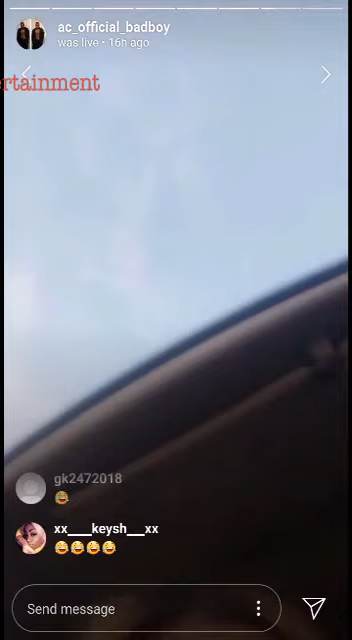 ac_official_badboy
was live • 16h ago
rtainment
gk2472018
😂
xx___keysh__xx
😂😂😂😂
Send message